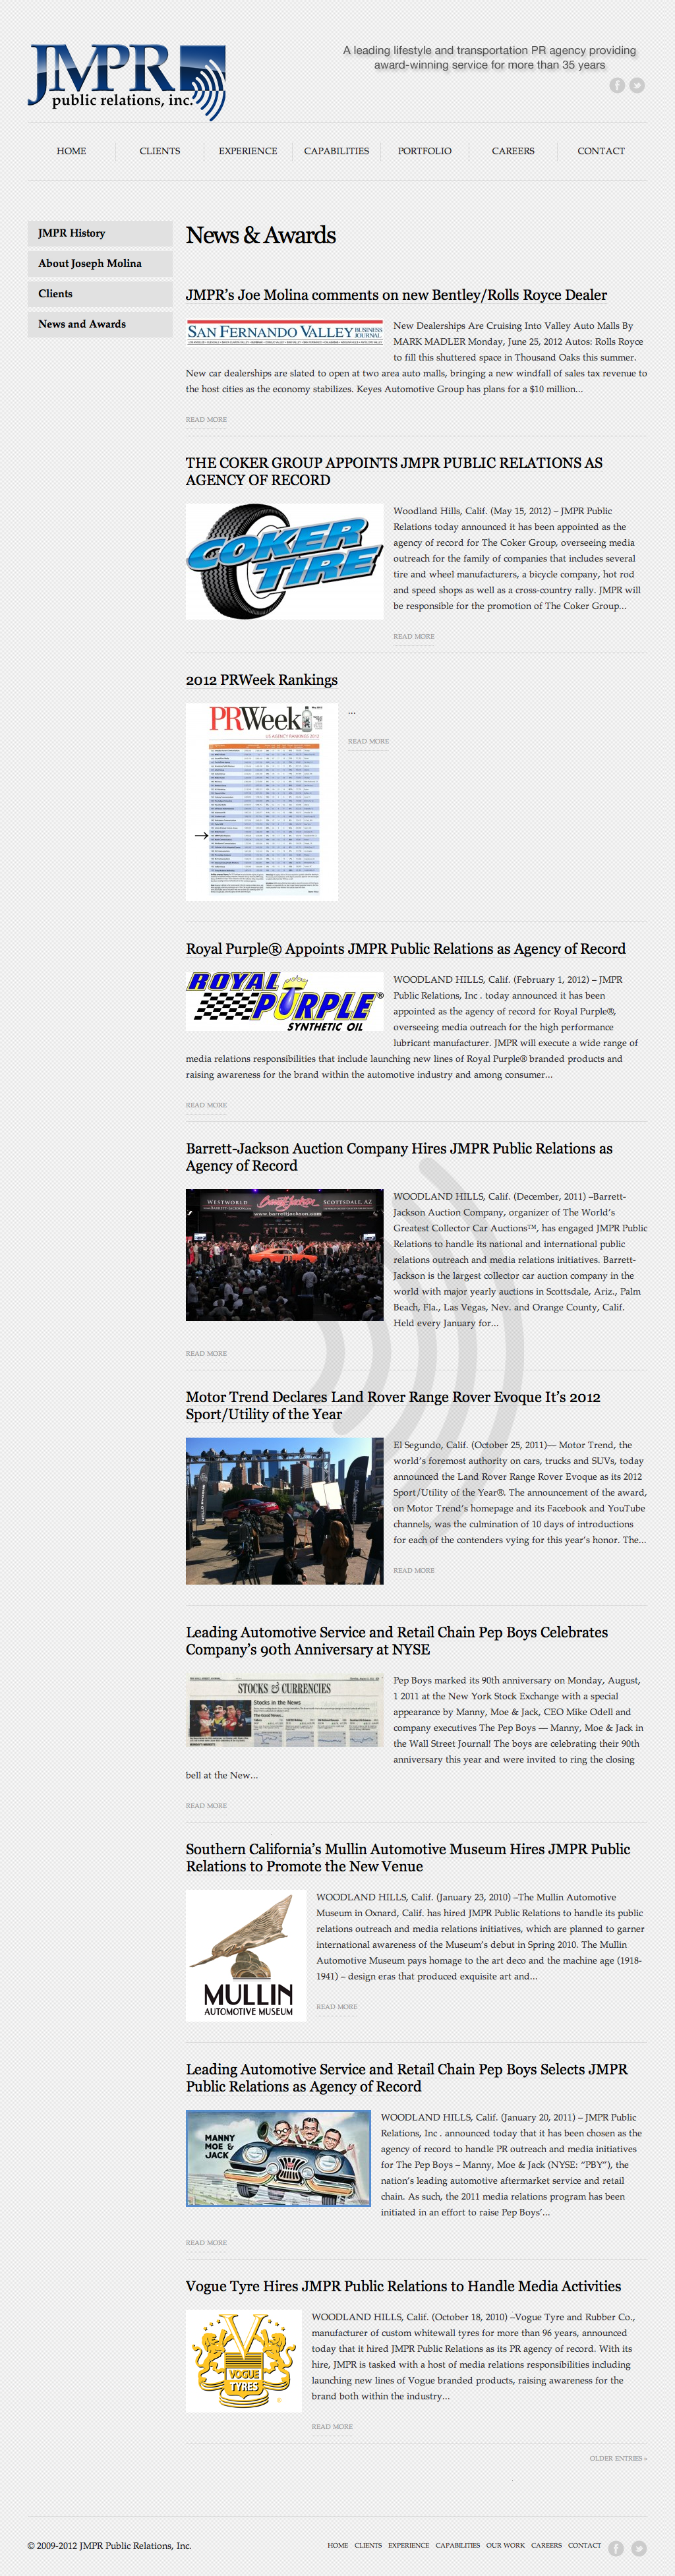 JMPR
public relations, inc.
A leading lifestyle and transportation PR agency providing
award-winning service for more than 35 years
HOME
CLIENTS
EXPERIENCE
CAPABILITIES
PORTFOLIO
CAREERS
CONTACT
JMPR History
About Joseph Molina
Clients
News and Awards
News & Awards
JMPR's Joe Molina comments on new Bentley/Rolls Royce Dealer
SAN FERNANDO VALLEY BUSINESS JOURNAL
New Dealerships Are Cruising Into Valley Auto Malls By
MARK MADLER Monday, June 25, 2012 Autos: Rolls Royce
to fill this shuttered space in Thousand Oaks this summer.
New car dealerships are slated to open at two area auto malls, bringing a new windfall of sales tax revenue to
the host cities as the economy stabilizes. Keyes Automotive Group has plans for a $10 million...
READ MORE
THE COKER GROUP APPOINTS JMPR PUBLIC RELATIONS AS
AGENCY OF RECORD
COKER
TIRE
Woodland Hills, Calif. (May 15, 2012) – JMPR Public
Relations today announced it has been appointed as the
agency of record for The Coker Group, overseeing media
outreach for the family of companies that includes several
tire and wheel manufacturers, a bicycle company, hot rod
and speed shops as well as a cross-country rally. JMPR will
be responsible for the promotion of The Coker Group...
READ MORE
2012 PRWeek Rankings
PRWeek
US AGENCY RANKINGS 2012
...
READ MORE
Royal Purple® Appoints JMPR Public Relations as Agency of Record
ROYAL
PURPLE®
SYNTHETIC OIL
WOODLAND HILLS, Calif. (February 1, 2012) – JMPR
Public Relations, Inc . today announced it has been
appointed as the agency of record for Royal Purple®,
overseeing media outreach for the high performance
lubricant manufacturer. JMPR will execute a wide range of
media relations responsibilities that include launching new lines of Royal Purple® branded products and
raising awareness for the brand within the automotive industry and among consumer...
READ MORE
Barrett-Jackson Auction Company Hires JMPR Public Relations as
Agency of Record
WESTWORLD Barrett-Jackson SCOTTSDALE, AZ
www.barrettjackson.com
WOODLAND HILLS, Calif. (December, 2011) –Barrett-
Jackson Auction Company, organizer of The World's
Greatest Collector Car Auctions™, has engaged JMPR Public
Relations to handle its national and international public
relations outreach and media relations initiatives. Barrett-
Jackson is the largest collector car auction company in the
world with major yearly auctions in Scottsdale, Ariz., Palm
Beach, Fla., Las Vegas, Nev. and Orange County, Calif.
Held every January for...
READ MORE
Motor Trend Declares Land Rover Range Rover Evoque It's 2012
Sport/Utility of the Year
El Segundo, Calif. (October 25, 2011)— Motor Trend, the
world's foremost authority on cars, trucks and SUVs, today
announced the Land Rover Range Rover Evoque as its 2012
Sport/Utility of the Year®. The announcement of the award,
on Motor Trend's homepage and its Facebook and YouTube
channels, was the culmination of 10 days of introductions
for each of the contenders vying for this year's honor. The...
READ MORE
Leading Automotive Service and Retail Chain Pep Boys Celebrates
Company's 90th Anniversary at NYSE
STOCKS & CURRENCIES
Stocks in the News
Pep Boys marked its 90th anniversary on Monday, August,
1 2011 at the New York Stock Exchange with a special
appearance by Manny, Moe & Jack, CEO Mike Odell and
company executives The Pep Boys — Manny, Moe & Jack in
the Wall Street Journal! The boys are celebrating their 90th
anniversary this year and were invited to ring the closing
bell at the New...
READ MORE
Southern California's Mullin Automotive Museum Hires JMPR Public
Relations to Promote the New Venue
MULLIN
AUTOMOTIVE MUSEUM
WOODLAND HILLS, Calif. (January 23, 2010) –The Mullin Automotive
Museum in Oxnard, Calif. has hired JMPR Public Relations to handle its public
relations outreach and media relations initiatives, which are planned to garner
international awareness of the Museum's debut in Spring 2010. The Mullin
Automotive Museum pays homage to the art deco and the machine age (1918-
1941) – design eras that produced exquisite art and...
READ MORE
Leading Automotive Service and Retail Chain Pep Boys Selects JMPR
Public Relations as Agency of Record
MANNY
MOE &
JACK
WOODLAND HILLS, Calif. (January 20, 2011) – JMPR Public
Relations, Inc . announced today that it has been chosen as the
agency of record to handle PR outreach and media initiatives
for The Pep Boys – Manny, Moe & Jack (NYSE: "PBY"), the
nation's leading automotive aftermarket service and retail
chain. As such, the 2011 media relations program has been
initiated in an effort to raise Pep Boys'...
READ MORE
Vogue Tyre Hires JMPR Public Relations to Handle Media Activities
V
VOGUE
TYRES
WOODLAND HILLS, Calif. (October 18, 2010) –Vogue Tyre and Rubber Co.,
manufacturer of custom whitewall tyres for more than 96 years, announced
today that it hired JMPR Public Relations as its PR agency of record. With its
hire, JMPR is tasked with a host of media relations responsibilities including
launching new lines of Vogue branded products, raising awareness for the
brand both within the industry...
READ MORE
OLDER ENTRIES »
© 2009-2012 JMPR Public Relations, Inc.
HOME CLIENTS EXPERIENCE CAPABILITIES OUR WORK CAREERS CONTACT